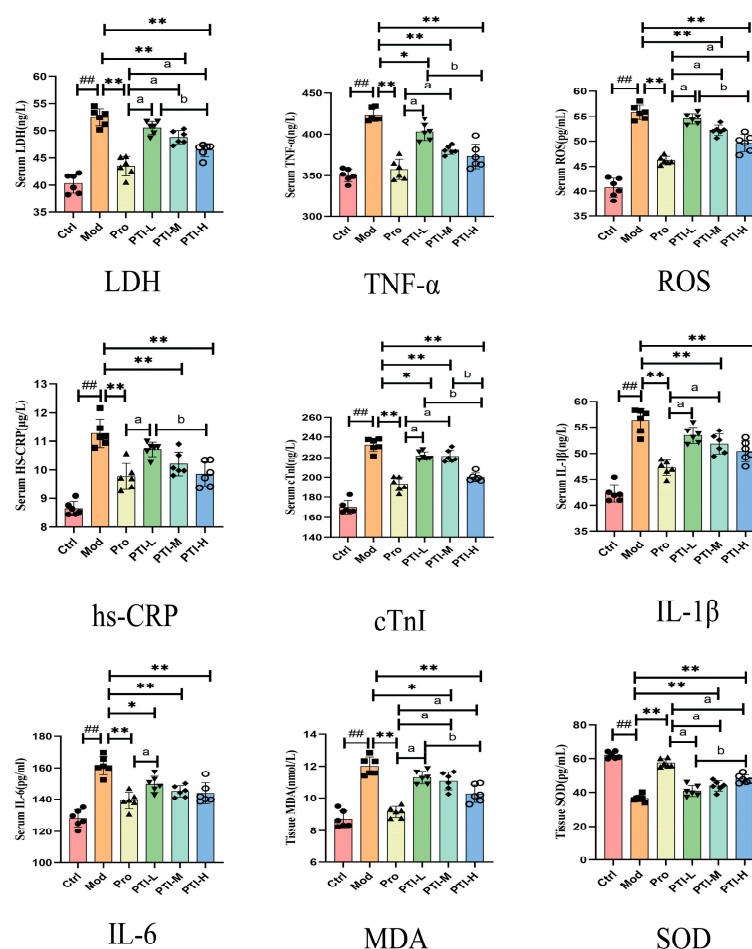 **
**
a
##
**
a
a
b
Serum LDH(ng/L)
60
55
50
45
40
35
Ctrl
Mod
Pro
PTI-L
PTI-M
PTI-H
LDH
**
**
*
b
##
**
a
a
Serum TNF-α(ng/L)
450
400
350
300
Ctrl
Mod
Pro
PTI-L
PTI-M
PTI-H
TNF-α
**
**
a
a
##
**
a
b
Serum ROS(pg/mL)
60
55
50
45
40
35
Ctrl
Mod
Pro
PTI-L
PTI-M
PTI-H
ROS
**
**
##
**
a
b
Serum HS-CRP(µg/L)
13
12
11
10
9
8
Ctrl
Mod
Pro
PTI-L
PTI-M
PTI-H
hs-CRP
**
**
*
b
b
##
**
a
a
Serum cTnI(ng/L)
260
240
220
200
180
160
140
Ctrl
Mod
Pro
PTI-L
PTI-M
PTI-H
cTnI
**
**
##
**
a
a
Serum IL-1β(ng/L)
60
55
50
45
40
35
Ctrl
Mod
Pro
PTI-L
PTI-M
PTI-H
IL-1β
**
**
*
##
**
a
Serum IL-6(pg/ml)
180
160
140
120
100
Ctrl
Mod
Pro
PTI-L
PTI-M
PTI-H
IL-6
**
*
a
a
##
**
a
b
Tissue MDA(nmol/L)
14
12
10
8
6
Ctrl
Mod
Pro
PTI-L
PTI-M
PTI-H
MDA
**
**
a
a
##
**
a
b
Tissue SOD(pg/mL)
80
60
40
20
0
Ctrl
Mod
Pro
PTI-L
PTI-M
PTI-H
SOD